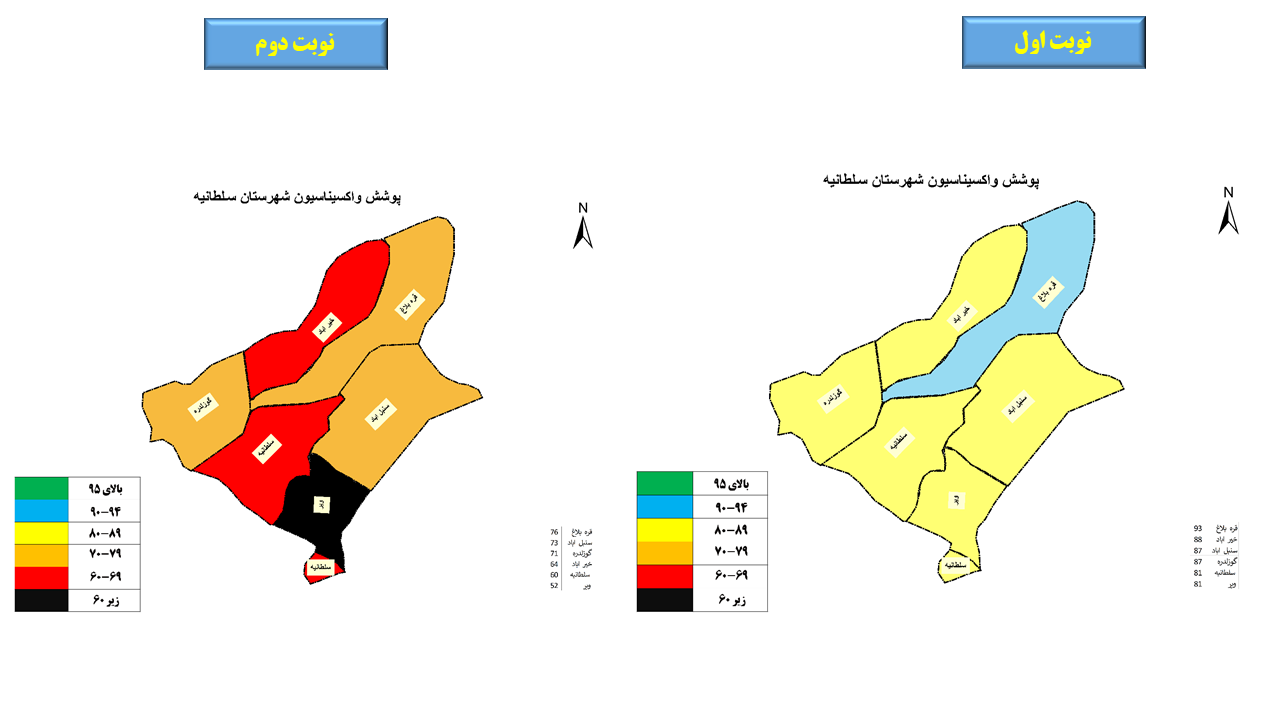 نوبت اول
پوشش واکسیناسیون شهرستان سلطانیه
N
قره بلاغ
خیر اباد
گوزلدره
سنبل اباد
سلطانیه
ویر
سلطانیه
بالای ۹۵
۹۰-۹۴
۸۰-۸۹
۷۰-۷۹
۶۰-۶۹
زیر ۶۰
قره بلاغ 93
خیر اباد 88
سنبل اباد 87
گوزلدره 87
سلطانیه 81
ویر 81
نوبت دوم
پوشش واکسیناسیون شهرستان سلطانیه
N
قره بلاغ
خیر اباد
گوزلدره
سنبل اباد
سلطانیه
ویر
سلطانیه
بالای ۹۵
۹۰-۹۴
۸۰-۸۹
۷۰-۷۹
۶۰-۶۹
زیر ۶۰
قره بلاغ 76
سنبل اباد 73
گوزلدره 71
خیر اباد 64
سلطانیه 60
ویر 52